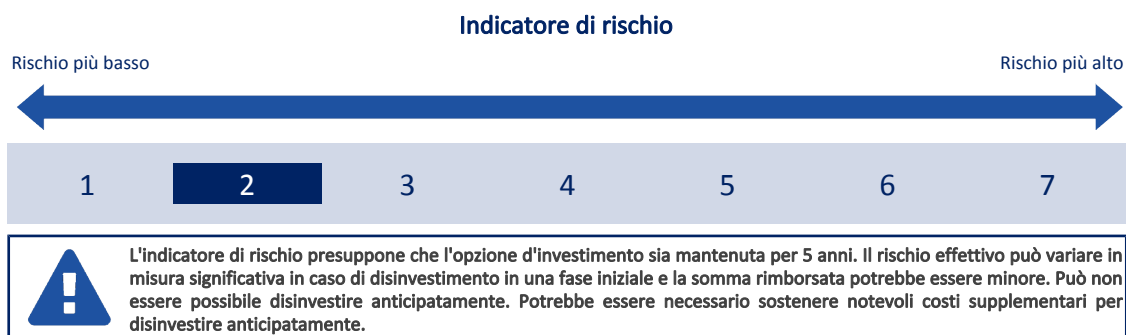 Indicatore di rischio
Rischio più basso
Rischio più alto
1 2 3 4 5 6 7
L'indicatore di rischio presuppone che l'opzione d'investimento sia mantenuta per 5 anni. Il rischio effettivo può variare in
misura significativa in caso di disinvestimento in una fase iniziale e la somma rimborsata potrebbe essere minore. Può non
essere possibile disinvestire anticipatamente. Potrebbe essere necessario sostenere notevoli costi supplementari per
disinvestire anticipatamente.